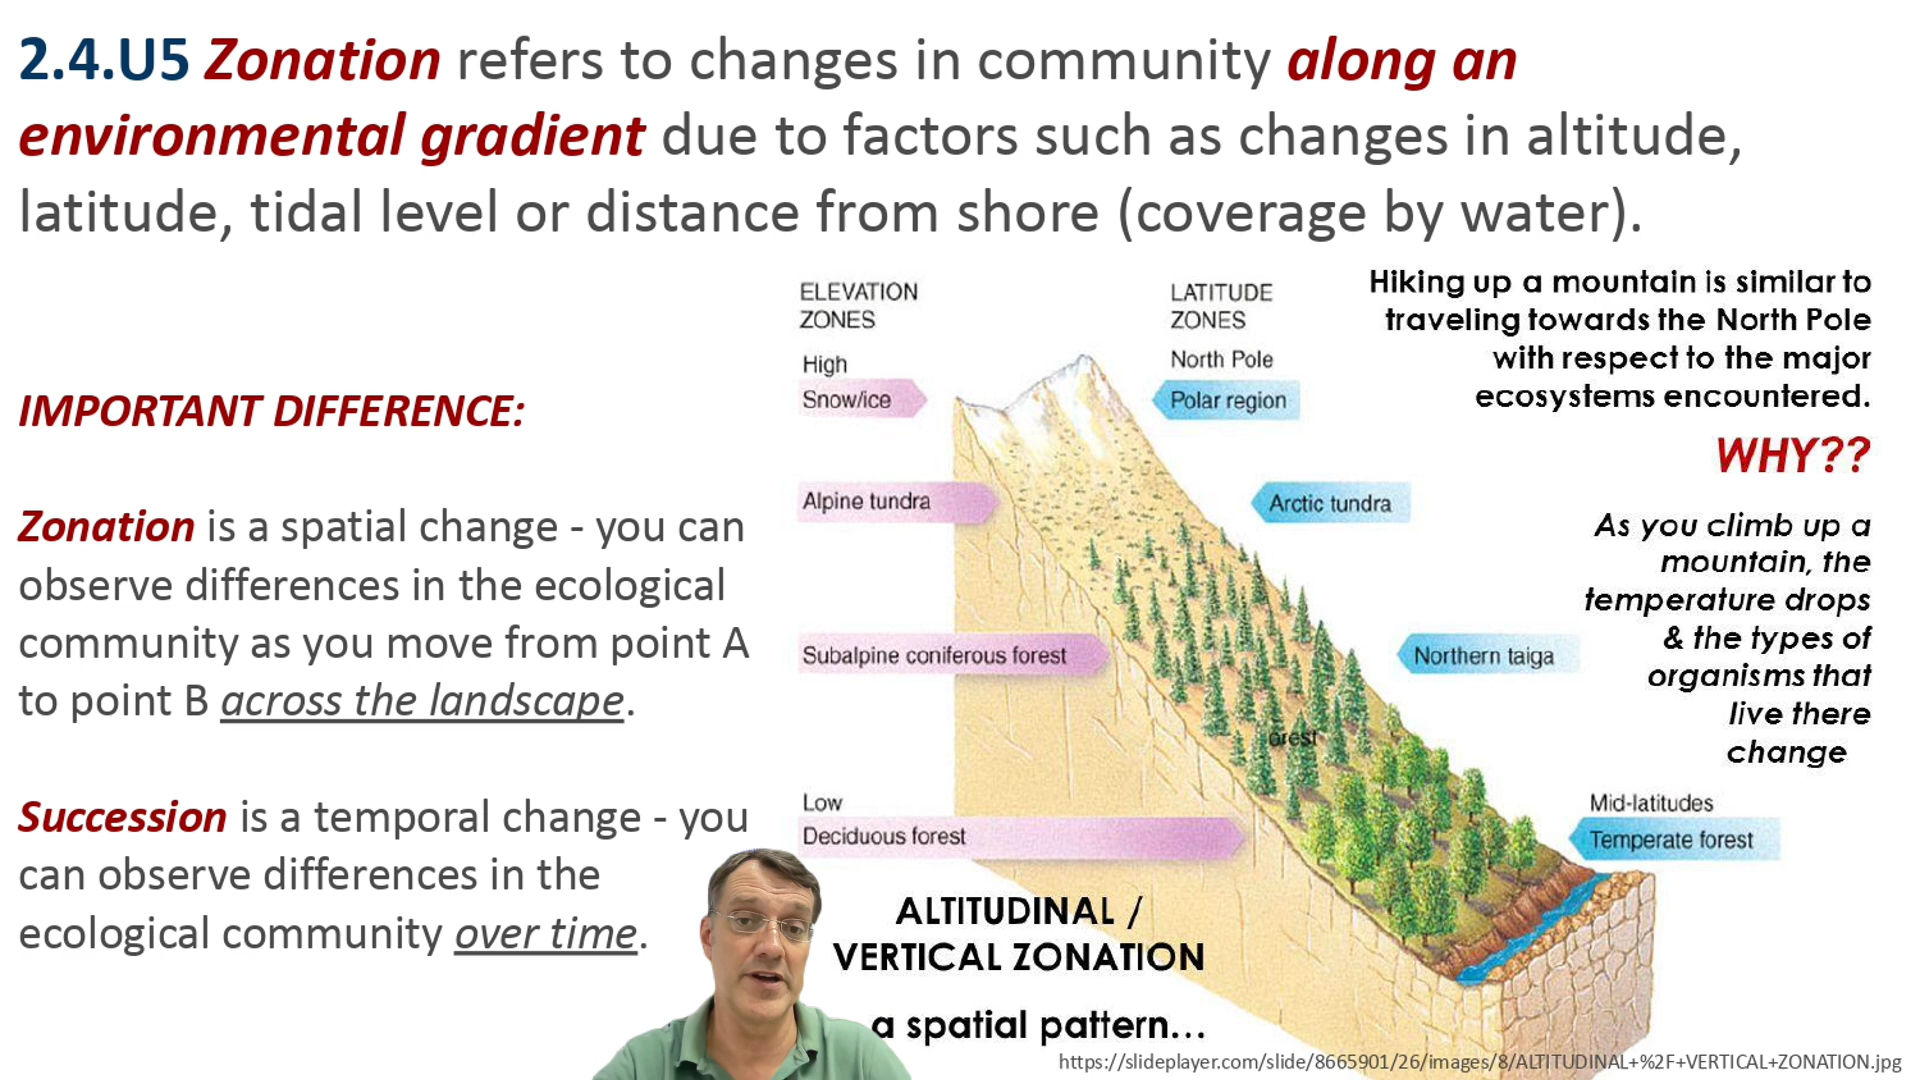 2.4.U5 Zonation refers to changes in community along an
environmental gradient due to factors such as changes in altitude,
latitude, tidal level or distance from shore (coverage by water).
IMPORTANT DIFFERENCE:
Zonation is a spatial change - you can
observe differences in the ecological
community as you move from point A
to point B across the landscape.
Succession is a temporal change - you
can observe differences in the
ecological community over time.
ELEVATION
ZONES
High
Snow/ice
Alpine tundra
Subalpine coniferous forest
Low
Deciduous forest
LATITUDE
ZONES
North Pole
Polar region
Arctic tundra
Northern taiga
orest
Mid-latitudes
Temperate forest
Hiking up a mountain is similar to
traveling towards the North Pole
with respect to the major
ecosystems encountered.
WHY??
As you climb up a
mountain, the
temperature drops
& the types of
organisms that
live there
change
ALTITUDINAL /
VERTICAL ZONATION
a spatial pattern...
https://slideplayer.com/slide/8665901/26/images/8/ALTITUDINAL+%2F+VERTICAL+ZONATION.jpg